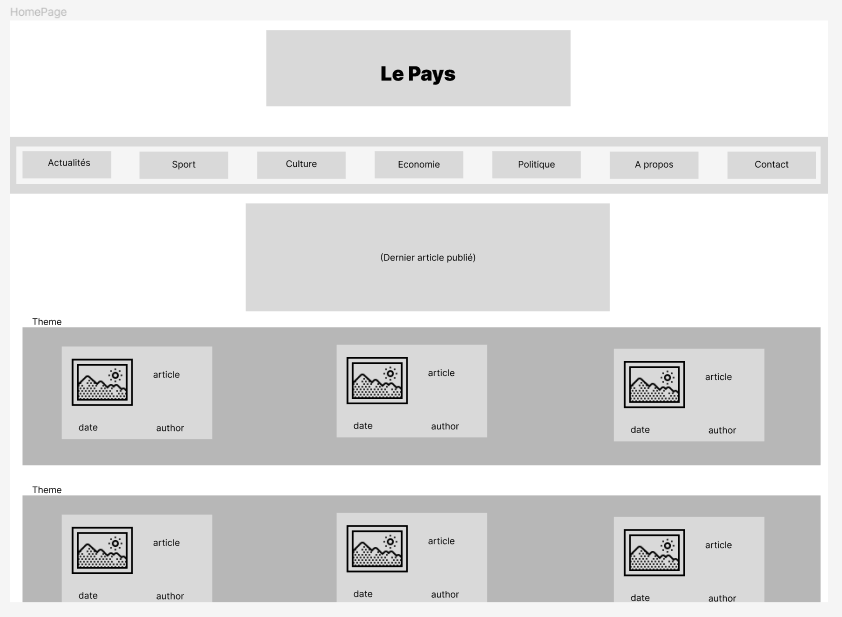 HomePage
Le Pays
Actualités
Sport
Culture
Economie
Politique
A propos
Contact
(Dernier article publié)
Theme
article
article
article
date
author
date
author
date
author
Theme
article
article
article
date
author
date
author
date
author